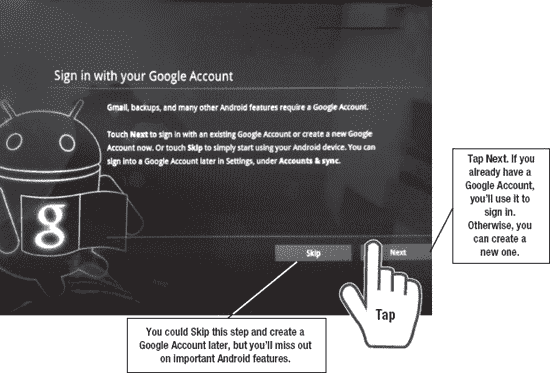 Sign in with your Google Account
Gmail, backups, and many other Android features require a Google Account.
Touch Next to sign in with an existing Google Account or create a new Google
Account now. Or touch Skip to simply start using your Android device. You can
sign into a Google Account later in Settings, under Accounts & sync.
g
Skip
Next
Tap
Tap Next. If you
already have a
Google Account,
you'll use it to
sign in.
Otherwise, you
can create a
new one.
You could Skip this step and create a
Google Account later, but you'll miss out
on important Android features.